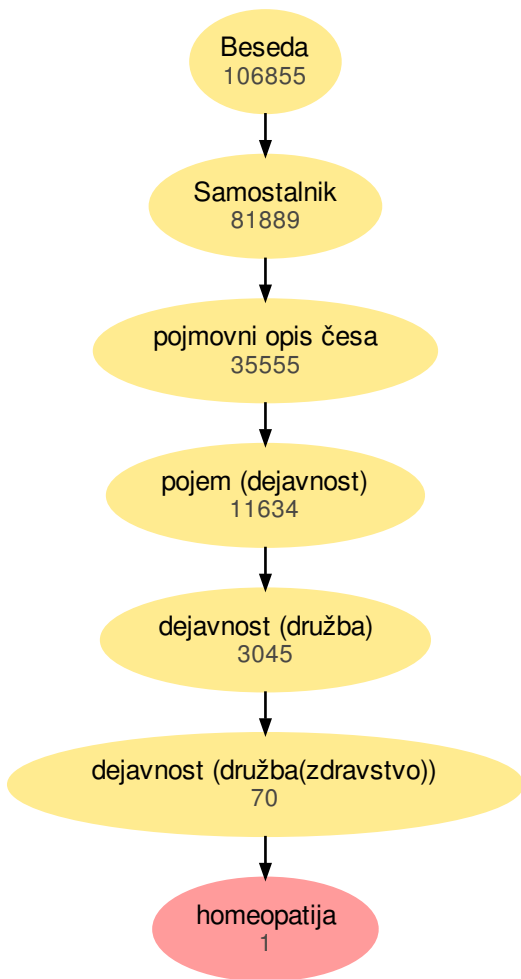 Beseda
106855
Samostalnik
81889
pojmovni opis česa
35555
pojem (dejavnost)
11634
dejavnost (družba)
3045
dejavnost (družba(zdravstvo))
70
homeopatija
1